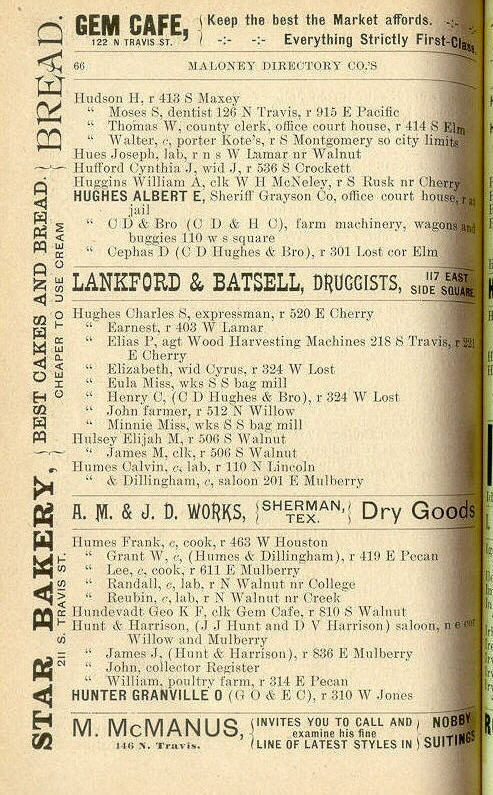 GEM CAFE, Keep the best the Market affords. -:- -:-
122 N TRAVIS ST. -:- -:- Everything Strictly First-Class.
66 MALONEY DIRECTORY CO.'S
Hudson H, r 413 S Maxey
“ Moses S, dentist 126 N Travis, r 915 E Pacific
“ Thomas W, county clerk, office court house, r 414 S Elm
“ Walter, c, porter Kote's, r S Montgomery so city limits
Hues Joseph, lab, r n s W Lamar nr Walnut
Hufford Cynthia J, wid J, r 536 S Crockett
Huggins William A, clk W H McNeley, r S Rusk nr Cherry
HUGHES ALBERT E, Sheriff Grayson Co, office court house, r at
jail
“ C D & Bro (C D & H C), farm machinery, wagons and
buggies 110 w s square
“ Cephas D (C D Hughes & Bro), r 301 Lost cor Elm
LANKFORD & BATSELL, DRUGGISTS, 117 EAST
SIDE SQUARE
Hughes Charles S, expressman, r 520 E Cherry
“ Earnest, r 403 W Lamar
“ Elias P, agt Wood Harvesting Machines 218 S Travis, r 221
E Cherry
“ Elizabeth, wid Cyrus, r 324 W Lost
“ Eula Miss, wks S S bag mill
“ Henry C, (C D Hughes & Bro), r 324 W Lost
“ John farmer, r 512 N Willow
“ Minnie Miss, wks S S bag mill
Hulsey Elijah M, r 506 S Walnut
“ James M, clk, r 506 S Walnut
Humes Calvin, c, lab, r 110 N Lincoln
“ & Dillingham, c, saloon 201 E Mulberry
A. M. & J. D. WORKS, SHERMAN, Dry Goods
TEX.
Humes Frank, c, cook, r 463 W Houston
“ Grant W, c, (Humes & Dillingham), r 419 E Pecan
“ Lee, c, cook, r 611 E Mulberry
“ Randall, c, lab, r N Walnut nr College
“ Reubin, c, lab, r N Walnut nr Creek
Hundevadt Geo K F, clk Gem Cafe, r 810 S Walnut
Hunt & Harrison, (J J Hunt and D V Harrison) saloon, n e cor
Willow and Mulberry
“ James J, (Hunt & Harrison), r 836 E Mulberry
“ John, collector Register
“ William, poultry farm, r 314 E Pecan
HUNTER GRANVILLE O (G O & E C), r 310 W Jones
M. McMANUS, INVITES YOU TO CALL AND NOBBY
146 N. Travis. examine his fine
LINE OF LATEST STYLES IN SUITINGS
STAR BAKERY, BEST CAKES AND BREAD. BREAD.
211 S. TRAVIS ST. CHEAPER TO USE CREAM